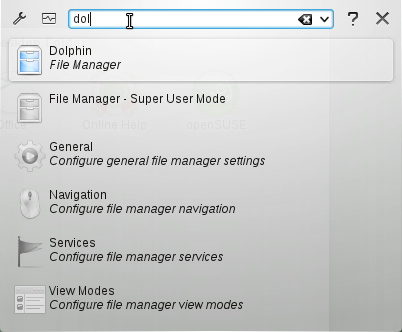 dol
Dolphin
File Manager
File Manager - Super User Mode
Office Online Help openSUSE
General
Configure general file manager settings
Navigation
Configure file manager navigation
Services
Configure file manager services
View Modes
Configure file manager view modes